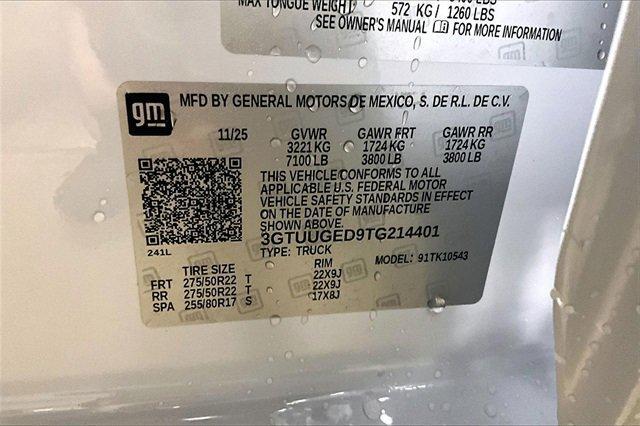 MAX TONGUE WEIGHT
572 KG / 1260 LBS
SEE OWNER'S MANUAL FOR MORE INFORMATION
gm
MFD BY GENERAL MOTORS DE MEXICO, S. DE R.L. DE C.V.
11/25 GVWR GAWR FRT GAWR RR
3221 KG 1724 KG 1724 KG
7100 LB 3800 LB 3800 LB
THIS VEHICLE CONFORMS TO ALL
APPLICABLE U.S. FEDERAL MOTOR
VEHICLE SAFETY STANDARDS IN EFFECT
ON THE DATE OF MANUFACTURE
SHOWN ABOVE.
3GTUUGED9TG214401
241L
TYPE: TRUCK MODEL: 91TK10543
TIRE SIZE RIM
FRT 275/50R22 T 22X9J
RR 275/50R22 T 22X9J
SPA 255/80R17 S 17X8J